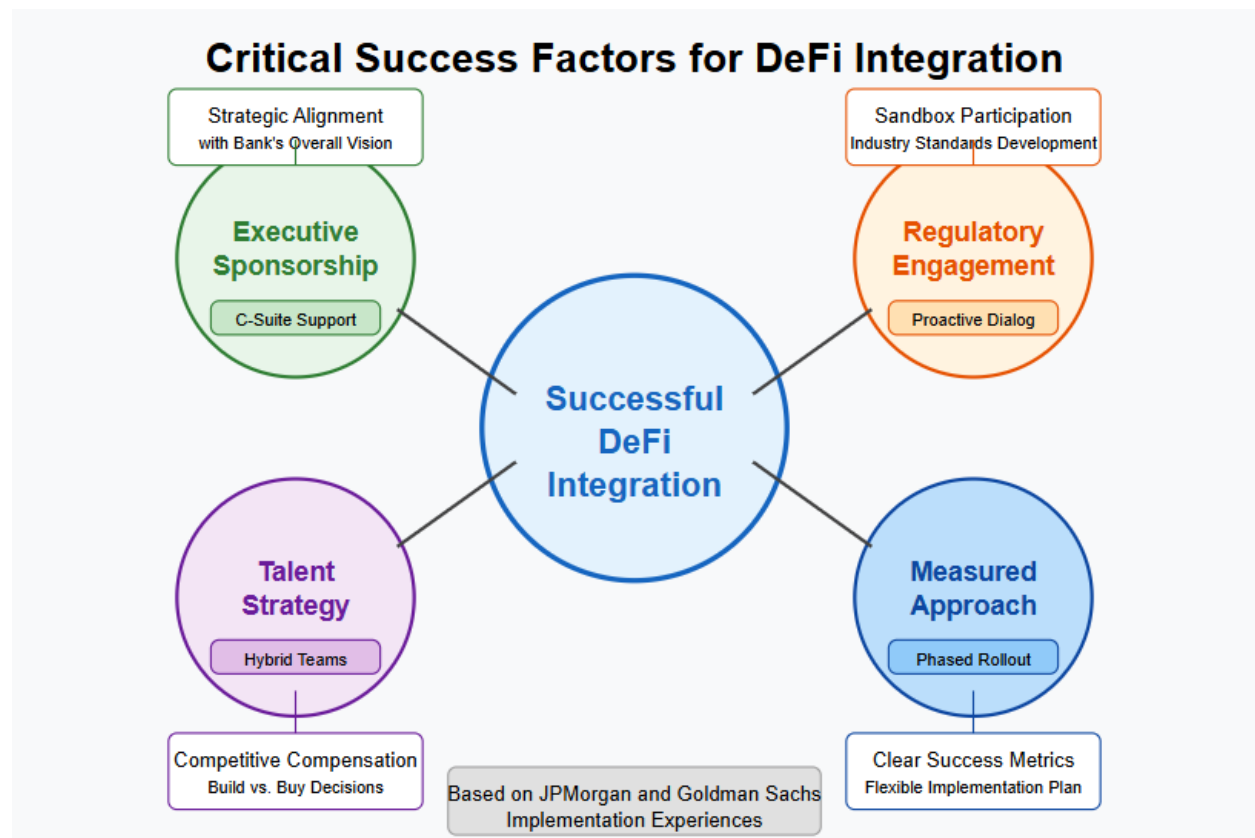 Critical Success Factors for DeFi Integration
Strategic Alignment
with Bank's Overall Vision
Sandbox Participation
Industry Standards Development
Executive
Sponsorship
C-Suite Support
Regulatory
Engagement
Proactive Dialog
Successful
DeFi
Integration
Talent
Strategy
Hybrid Teams
Measured
Approach
Phased Rollout
Competitive Compensation
Build vs. Buy Decisions
Clear Success Metrics
Flexible Implementation Plan
Based on JPMorgan and Goldman Sachs
Implementation Experiences